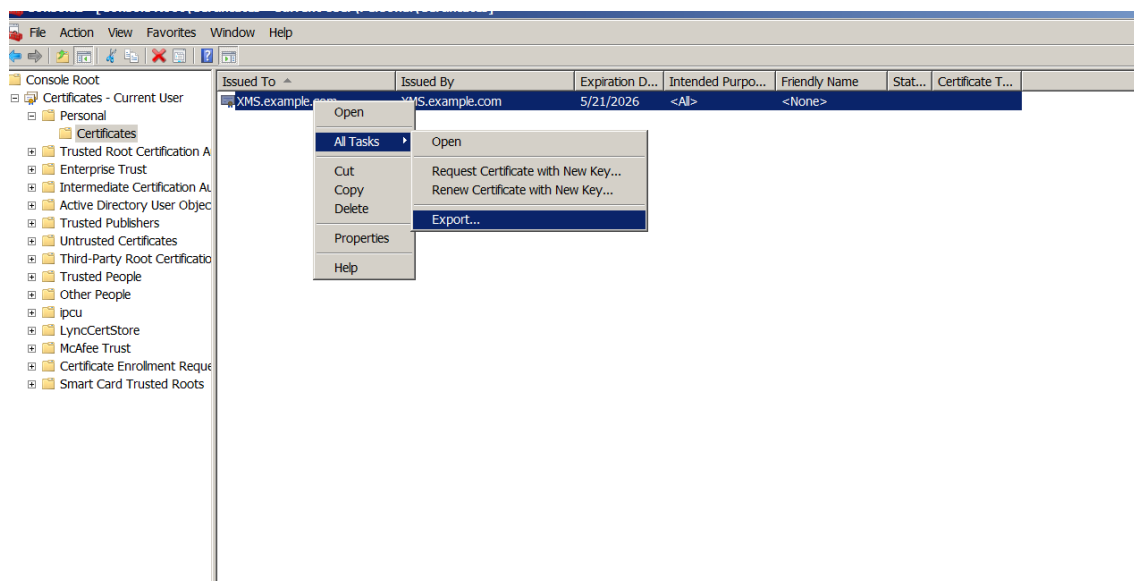 File Action View Favorites Window Help
Console Root
Certificates - Current User
Personal
Certificates
Trusted Root Certification A
Enterprise Trust
Intermediate Certification Au
Active Directory User Objec
Trusted Publishers
Untrusted Certificates
Third-Party Root Certificatio
Trusted People
Other People
ipcu
LyncCertStore
McAfee Trust
Certificate Enrollment Reque
Smart Card Trusted Roots
Issued To Issued By Expiration D... Intended Purpo... Friendly Name Stat... Certificate T...
XMS.example.com XMS.example.com 5/21/2026 <All> <None>
Open
All Tasks
Cut
Copy
Delete
Properties
Help
Open
Request Certificate with New Key...
Renew Certificate with New Key...
Export...